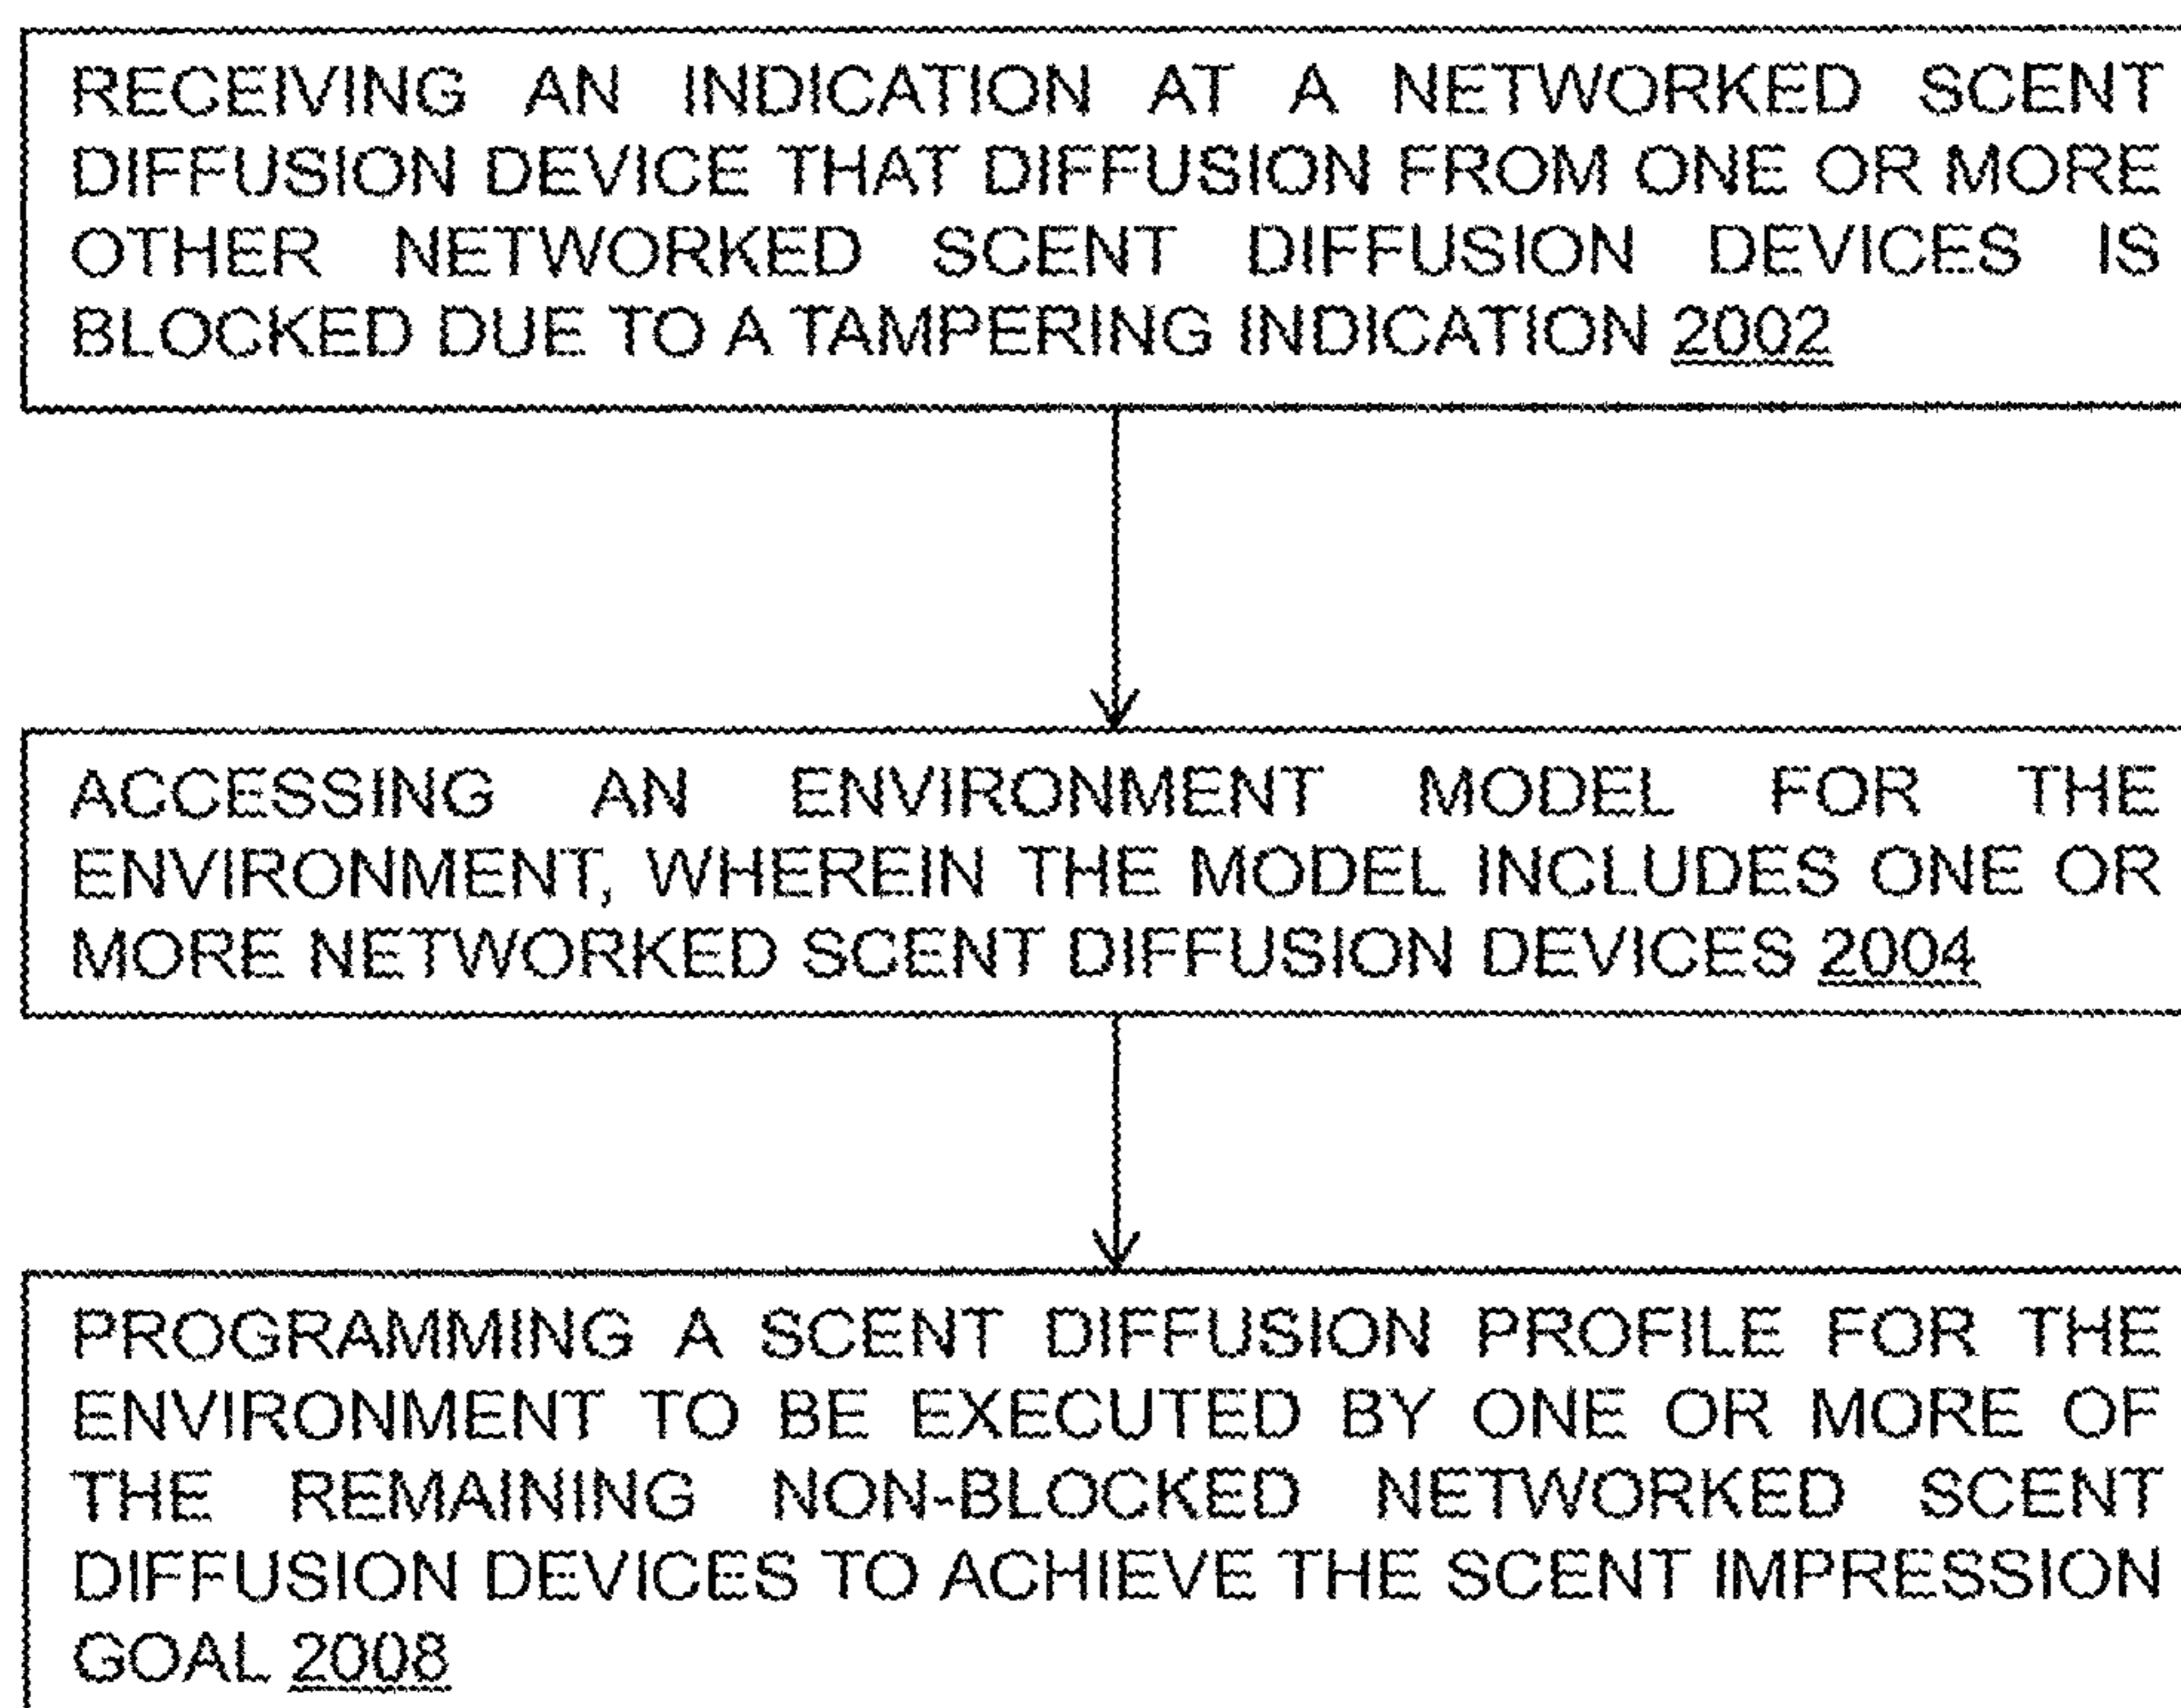 RECEIVING AN INDICATION AT A NETWORKED SCENT
DIFFUSION DEVICE THAT DIFFUSION FROM ONE OR MORE
OTHER NETWORKED SCENT DIFFUSION DEVICES IS
BLOCKED DUE TO A TAMPERING INDICATION 2002
ACCESSING AN ENVIRONMENT MODEL FOR THE
ENVIRONMENT, WHEREIN THE MODEL INCLUDES ONE OR
MORE NETWORKED SCENT DIFFUSION DEVICES 2004
PROGRAMMING A SCENT DIFFUSION PROFILE FOR THE
ENVIRONMENT TO BE EXECUTED BY ONE OR MORE OF
THE REMAINING NON-BLOCKED NETWORKED SCENT
DIFFUSION DEVICES TO ACHIEVE THE SCENT IMPRESSION
GOAL 2008